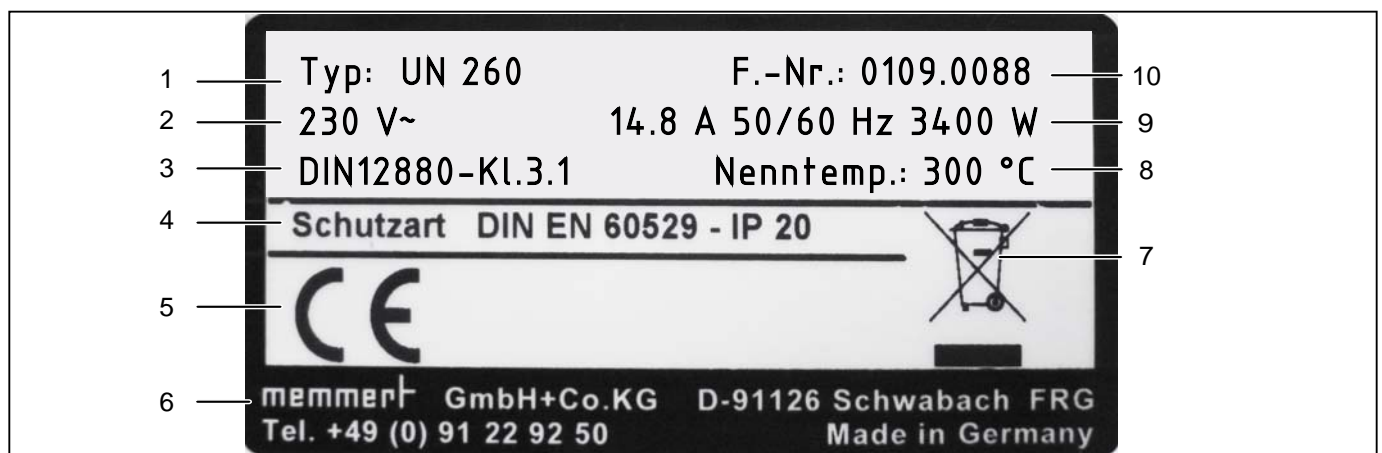 1 Typ: UN 260 F.-Nr.: 0109.0088 10
2 230 V~ 14.8 A 50/60 Hz 3400 W 9
3 DIN12880-Kl.3.1 Nenntemp.: 300 °C 8
4 Schutzart DIN EN 60529 - IP 20
7
5 CE
6 memmert GmbH+Co.KG D-91126 Schwabach FRG
Tel. +49 (0) 91 22 92 50 Made in Germany